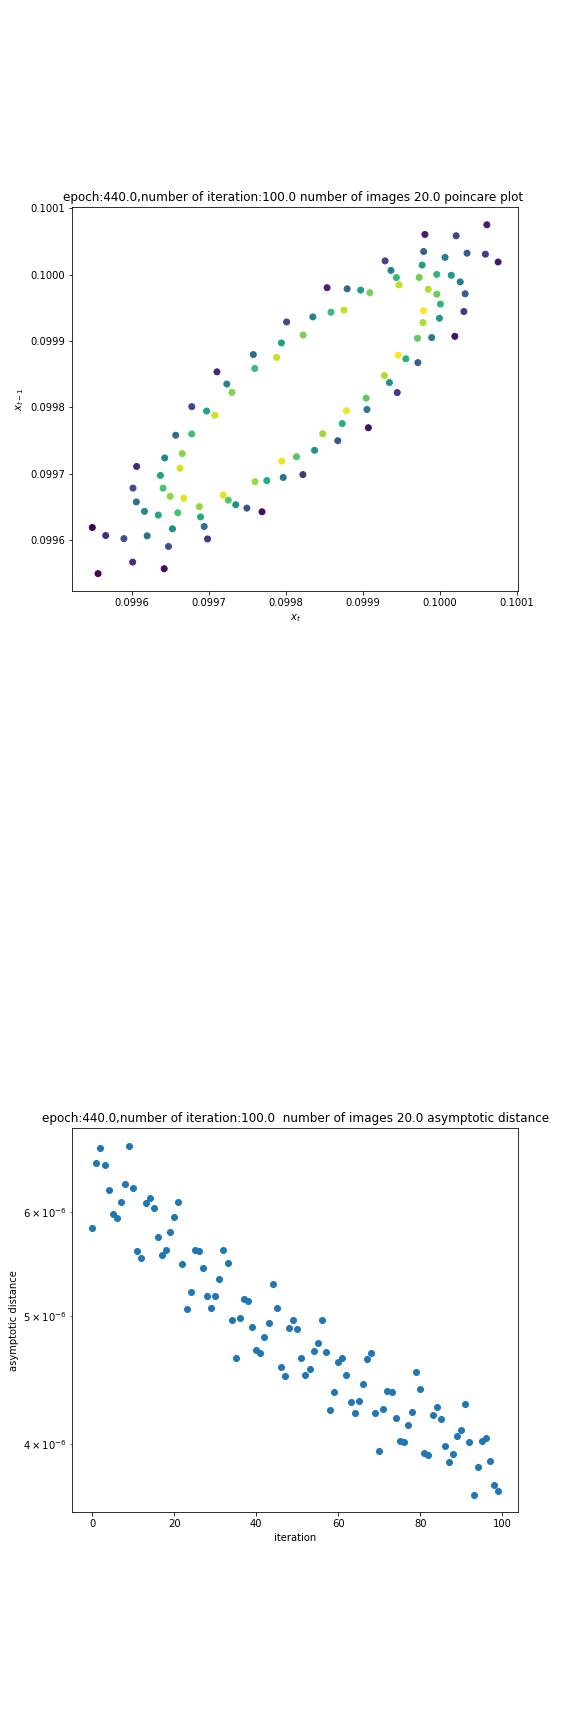 epoch:440.0,number of iteration:100.0 number of images 20.0 poincare plot
0.1001
0.1000
0.0999
0.0998
0.0997
0.0996
x_{t-1}
0.0996 0.0997 0.0998 0.0999 0.1000 0.1001
x_t
epoch:440.0,number of iteration:100.0  number of images 20.0 asymptotic distance
6 × 10⁻⁶
5 × 10⁻⁶
4 × 10⁻⁶
asymptotic distance
0 20 40 60 80 100
iteration